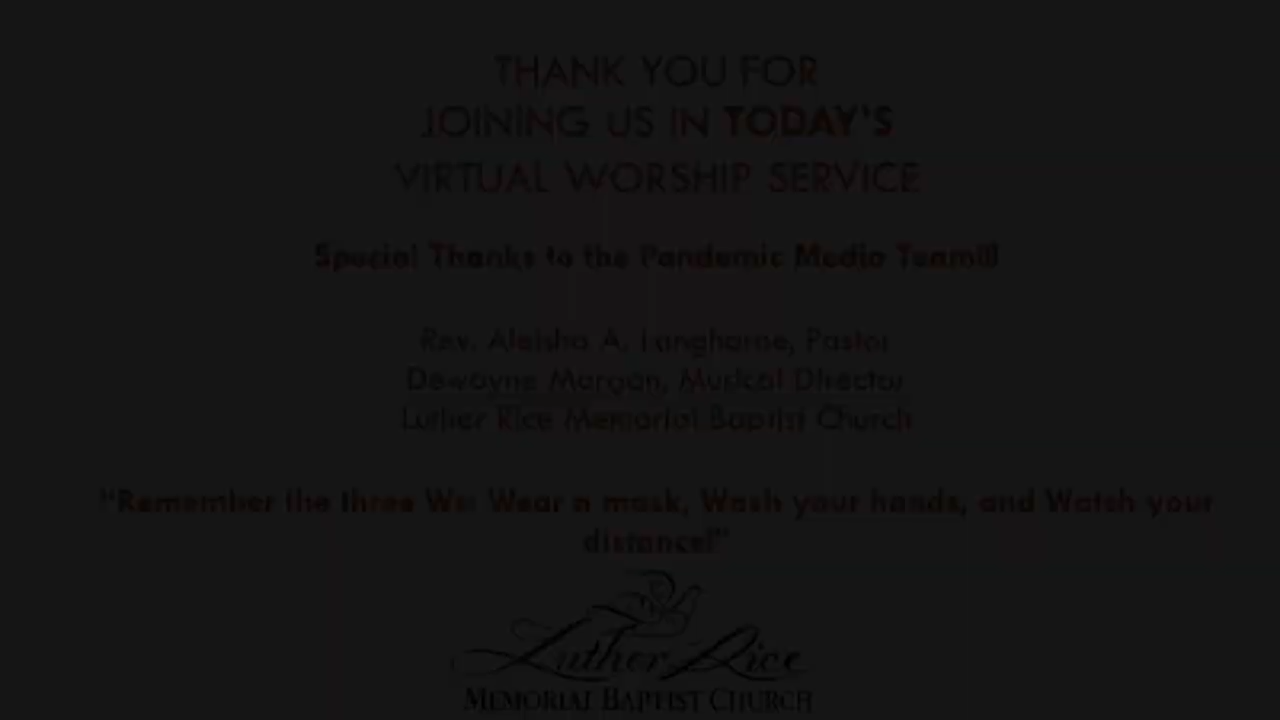 THANK YOU FOR
JOINING US IN TODAY'S
VIRTUAL WORSHIP SERVICE
Special Thanks to the Pandemic Media Team!!!
Rev. Aleisha A. Langhorne, Pastor
Dewayne Morgan, Musical Director
Luther Rice Memorial Baptist Church
"Remember the three Ws: Wear a mask, Wash your hands, and Watch your
distance!"
Luther Rice
MEMORIAL BAPTIST CHURCH